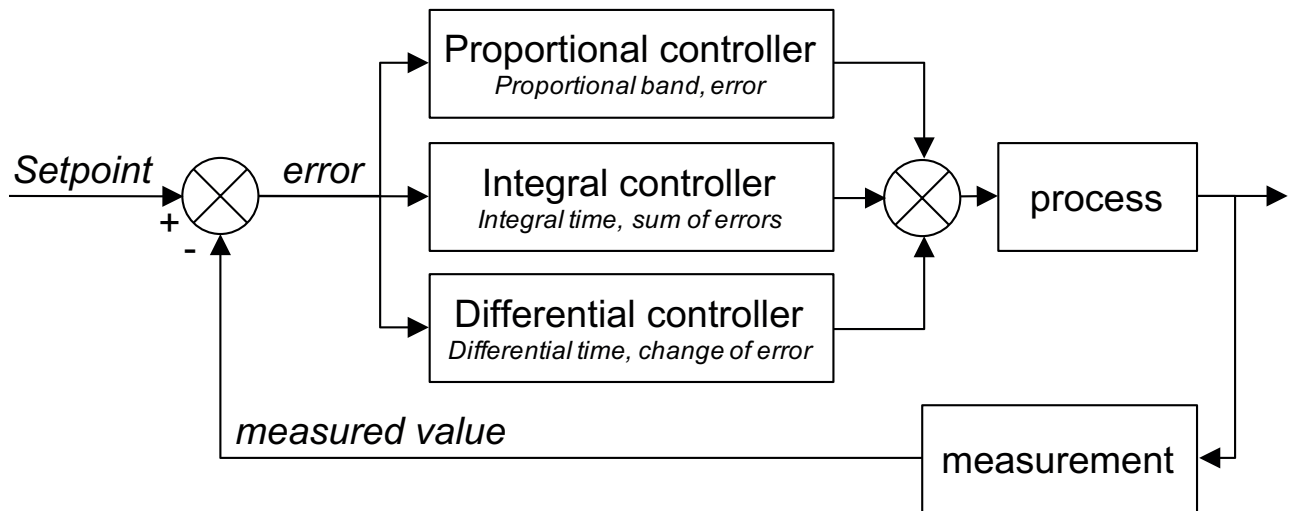 Proportional controller
Proportional band, error
Setpoint
error
Integral controller
Integral time, sum of errors
process
+
-
Differential controller
Differential time, change of error
measured value
measurement